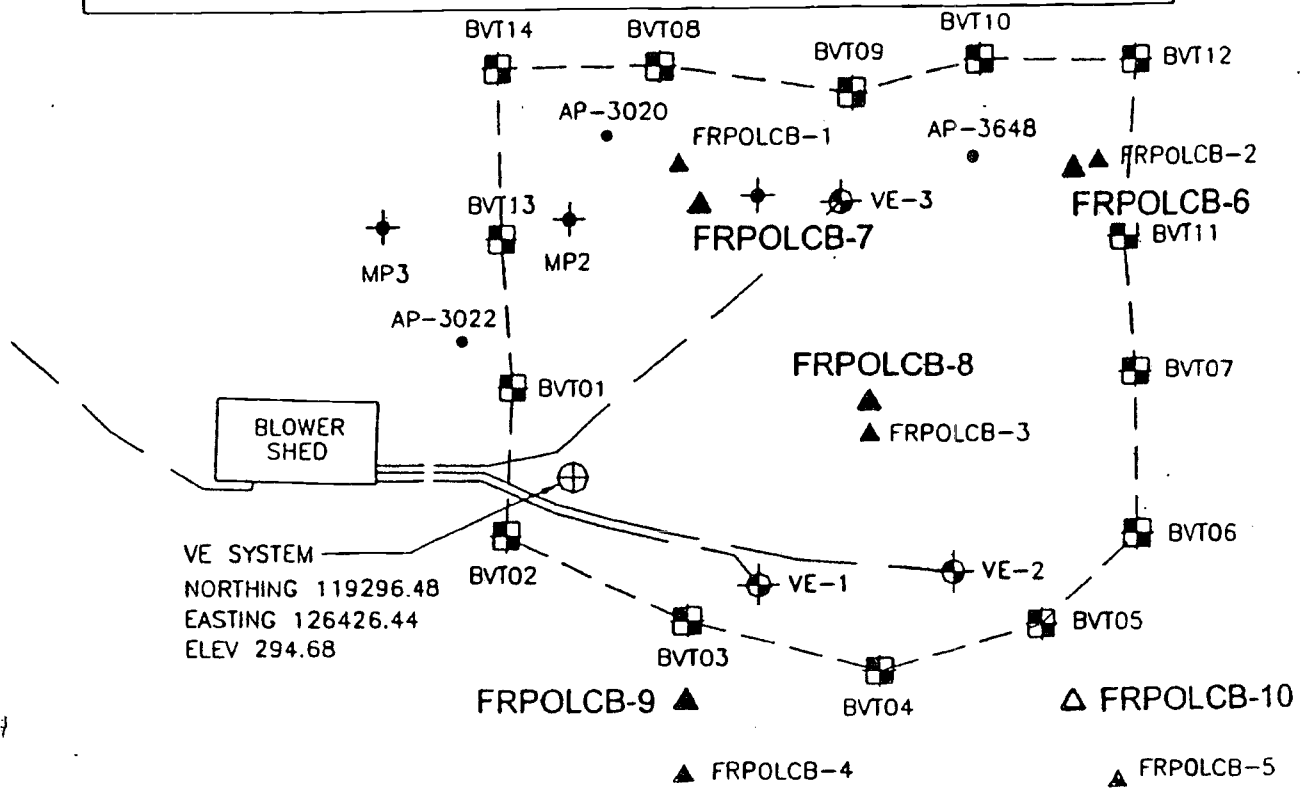 BVT14
BVT08
BVT10
BVT09
BVT12
AP-3020
FRPOLCB-1
AP-3648
FRPOLCB-2
BVT13
VE-3
FRPOLCB-6
FRPOLCB-7
BVT11
MP3
MP2
AP-3022
FRPOLCB-8
BVT07
BVT01
BLOWER
SHED
FRPOLCB-3
VE SYSTEM
NORTHING 119296.48
EASTING 126426.44
ELEV 294.68
BVT02
VE-1
VE-2
BVT06
BVT05
BVT03
FRPOLCB-9
BVT04
FRPOLCB-10
FRPOLCB-4
FRPOLCB-5